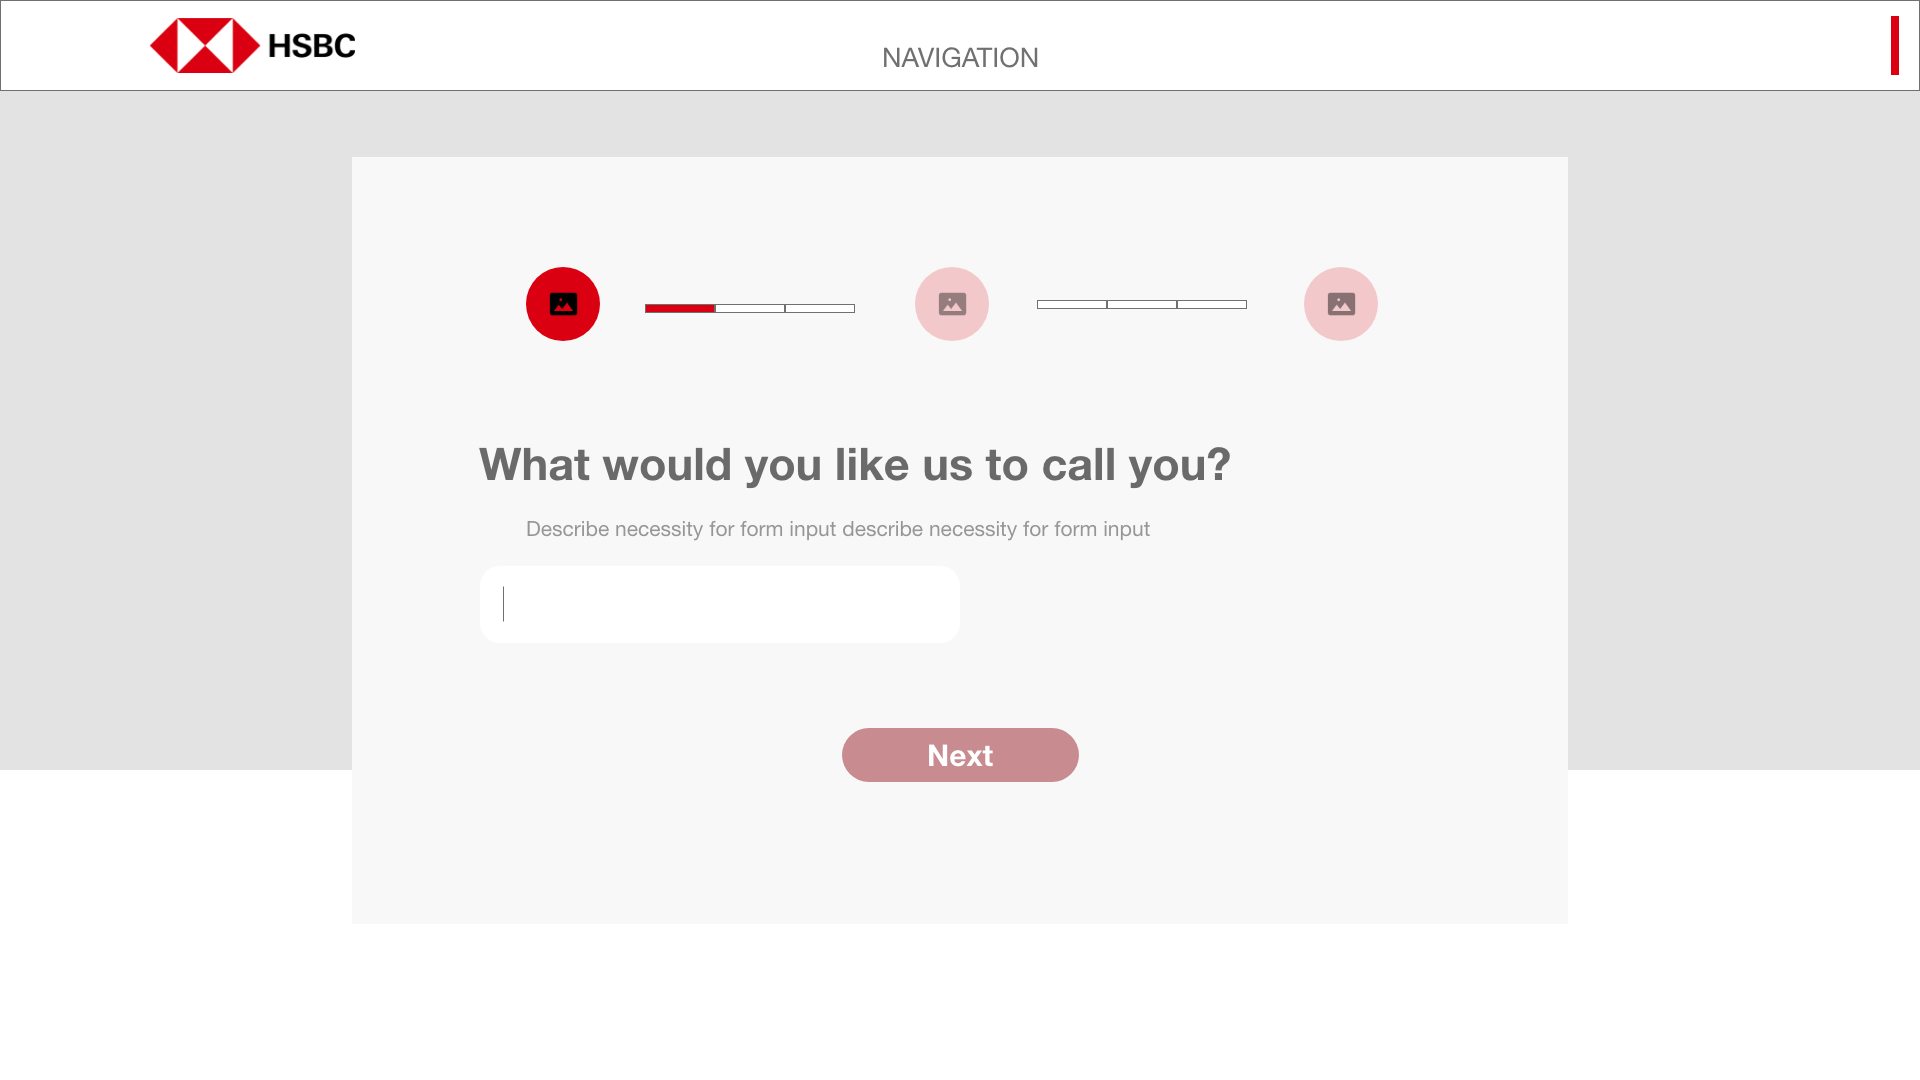 HSBC
NAVIGATION
What would you like us to call you?
Describe necessity for form input describe necessity for form input
Next